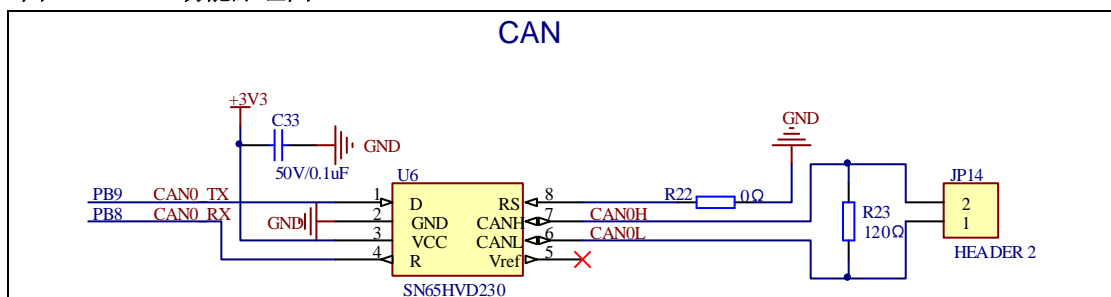 CAN
+3V3
C33
GND
50V/0.1uF
GND
U6
JP14
PB9 CAN0_TX 1 D RS 8 R22 0Ω
PB8 CAN0_RX GND 2 GND CANH 7 CAN0H 2
3 VCC CANL 6 CAN0L R23 1
4 R Vref 5 120Ω
HEADER 2
SN65HVD230